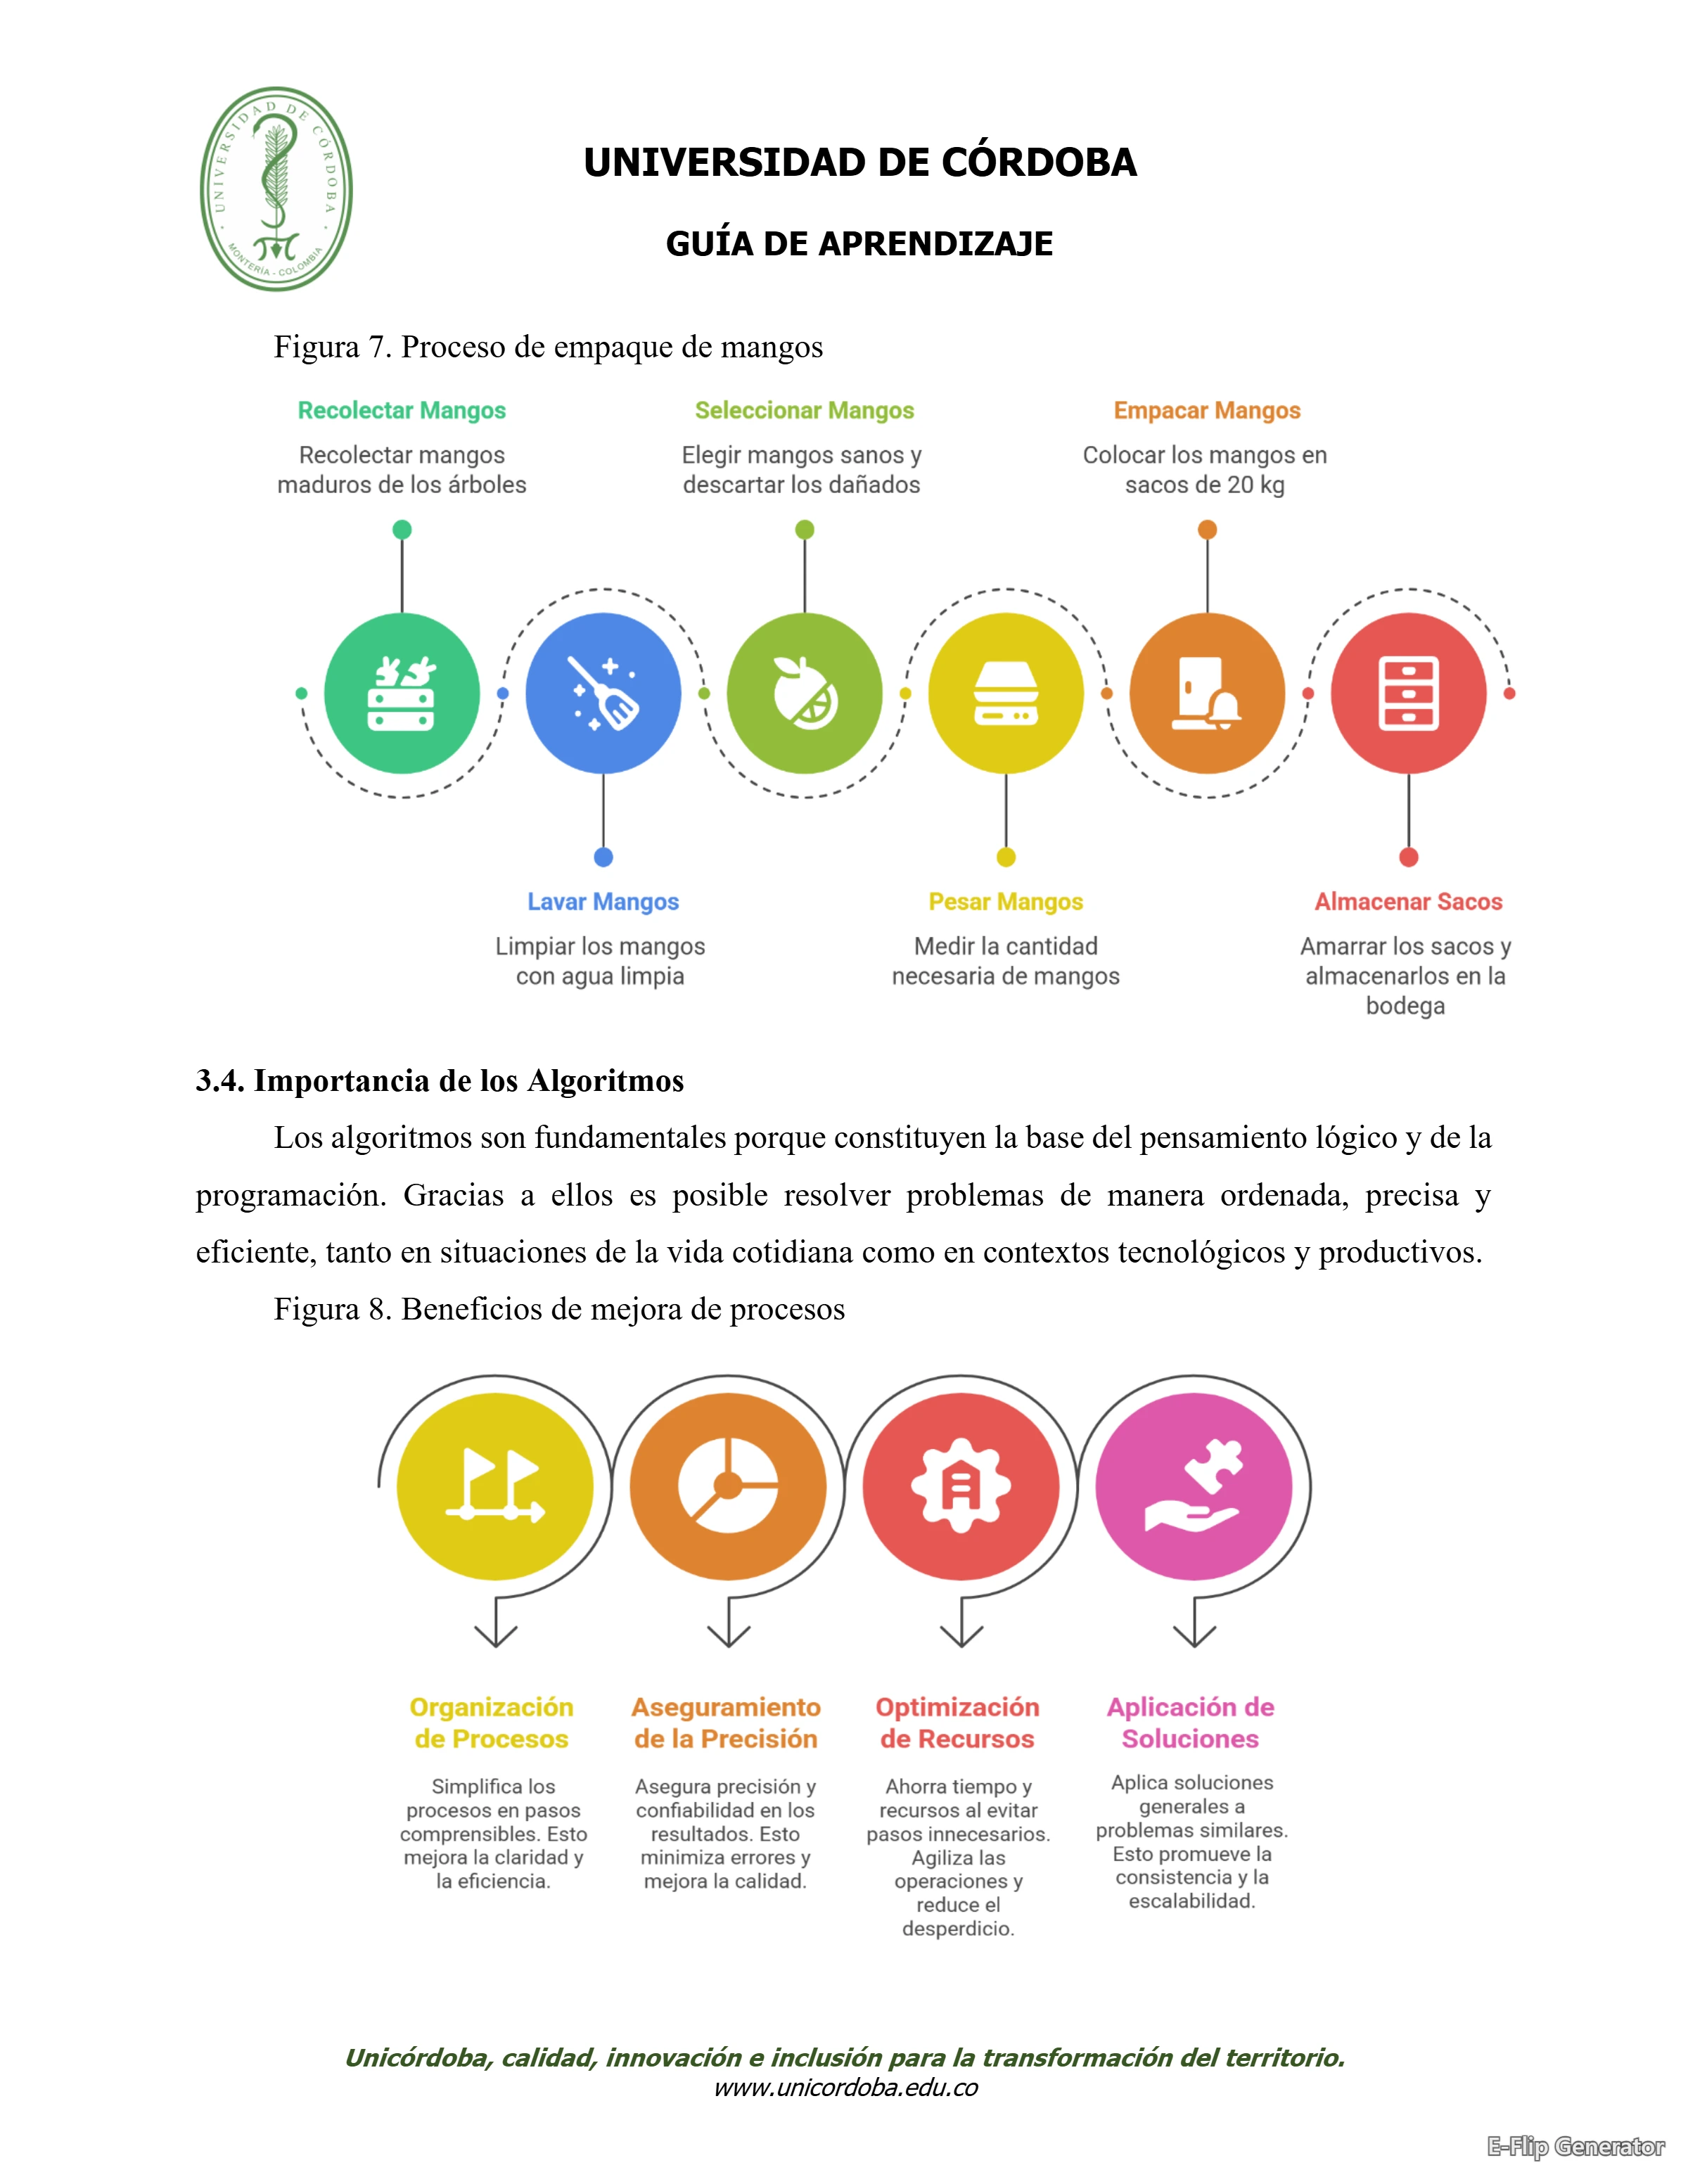 UNIVERSIDAD DE CÓRDOBA
MONTERÍA - COLOMBIA
UNIVERSIDAD DE CÓRDOBA
GUÍA DE APRENDIZAJE
Figura 7. Proceso de empaque de mangos
Recolectar Mangos
Recolectar mangos
maduros de los árboles
Seleccionar Mangos
Elegir mangos sanos y
descartar los dañados
Empacar Mangos
Colocar los mangos en
sacos de 20 kg
Lavar Mangos
Limpiar los mangos
con agua limpia
Pesar Mangos
Medir la cantidad
necesaria de mangos
Almacenar Sacos
Amarrar los sacos y
almacenarlos en la
bodega
3.4. Importancia de los Algoritmos
Los algoritmos son fundamentales porque constituyen la base del pensamiento lógico y de la
programación. Gracias a ellos es posible resolver problemas de manera ordenada, precisa y
eficiente, tanto en situaciones de la vida cotidiana como en contextos tecnológicos y productivos.
Figura 8. Beneficios de mejora de procesos
Organización
de Procesos
Simplifica los
procesos en pasos
comprensibles. Esto
mejora la claridad y
la eficiencia.
Aseguramiento
de la Precisión
Asegura precisión y
confiabilidad en los
resultados. Esto
minimiza errores y
mejora la calidad.
Optimización
de Recursos
Ahorra tiempo y
recursos al evitar
pasos innecesarios.
Agiliza las
operaciones y
reduce el
desperdicio.
Aplicación de
Soluciones
Aplica soluciones
generales a
problemas similares.
Esto promueve la
consistencia y la
escalabilidad.
Unicórdoba, calidad, innovación e inclusión para la transformación del territorio.
www.unicordoba.edu.co
E-Flip Generator